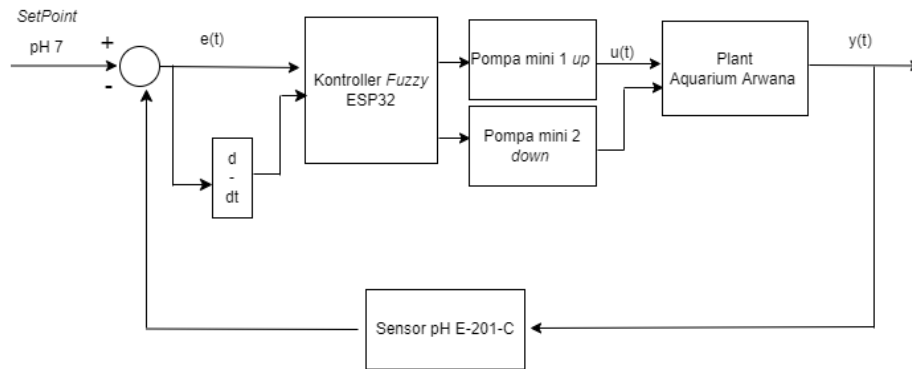 SetPoint
pH 7
+
-
e(t)
d
-
dt
Kontroller Fuzzy
ESP32
Pompa mini 1 up
u(t)
Pompa mini 2
down
Plant
Aquarium Arwana
y(t)
Sensor pH E-201-C